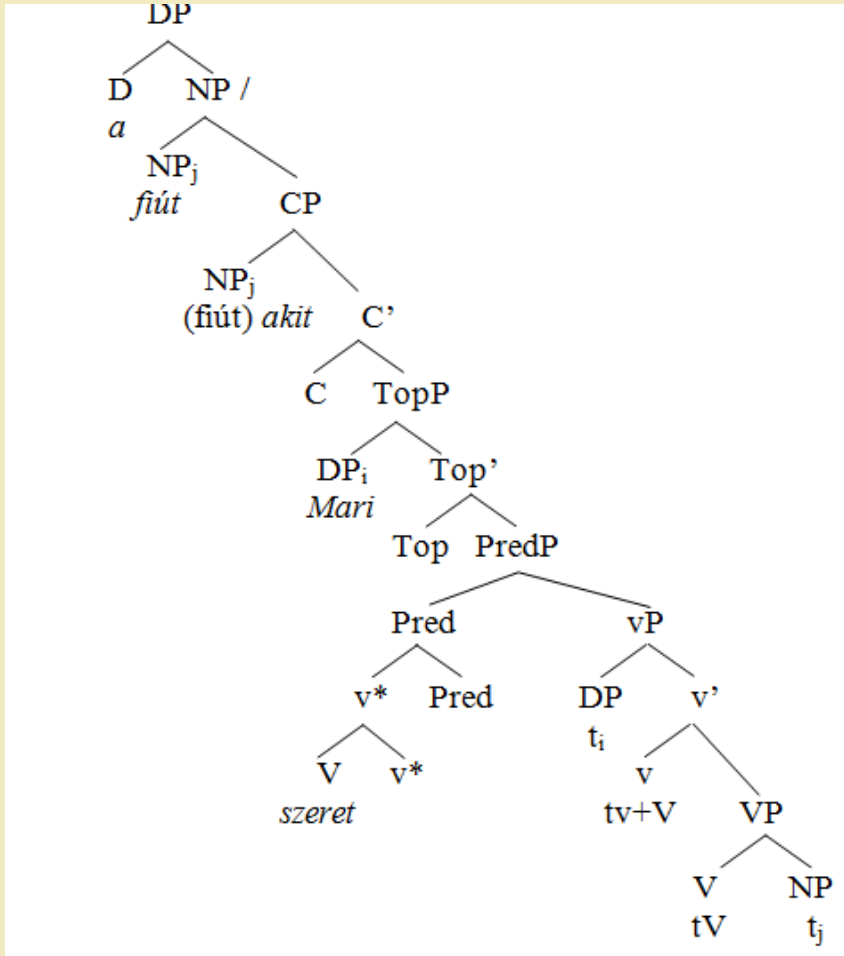 DP
D NP /
a
NPj
fiút CP
NPj
(fiút) akit C’
C TopP
DPi Top’
Mari
Top PredP
Pred vP
v* Pred DP v’
ti
V v* v
szeret tv+V VP
V NP
tV tj